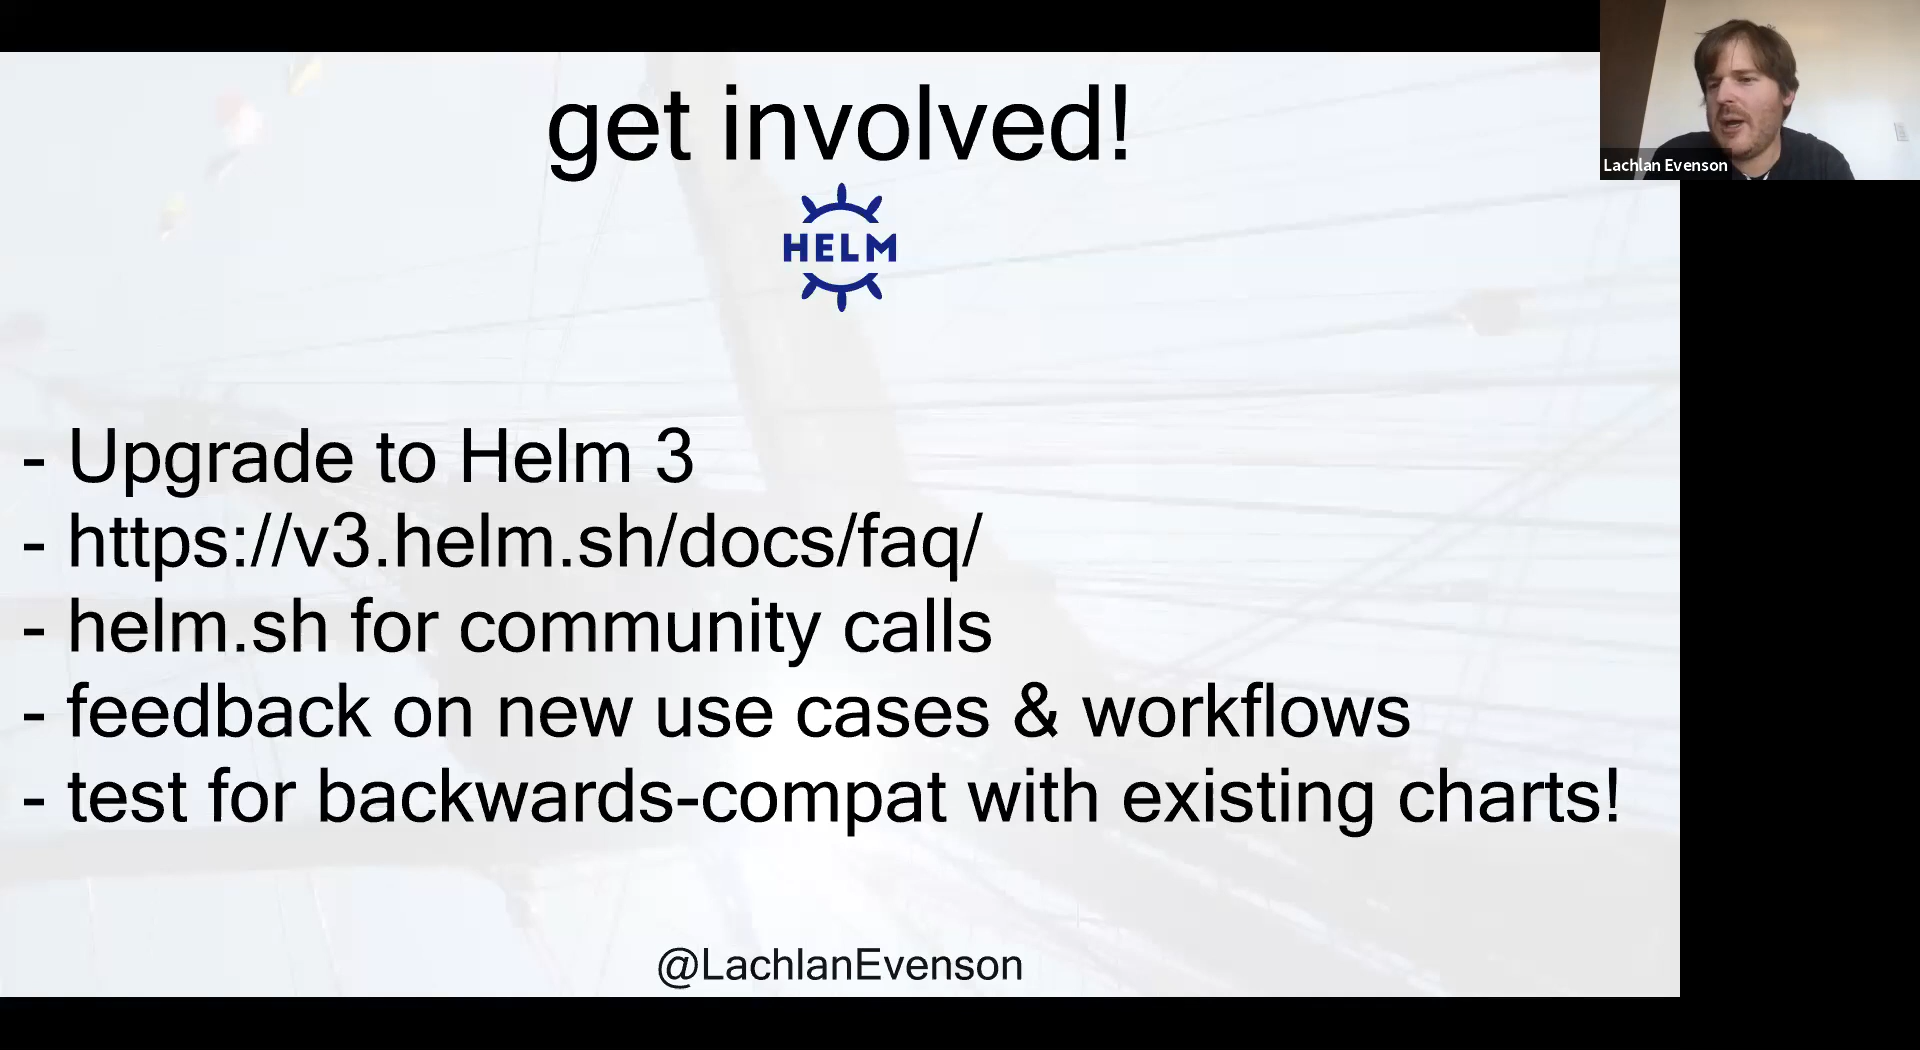 get involved!
HELM
- Upgrade to Helm 3
- https://v3.helm.sh/docs/faq/
- helm.sh for community calls
- feedback on new use cases & workflows
- test for backwards-compat with existing charts!
@LachlanEvenson
Lachlan Evenson